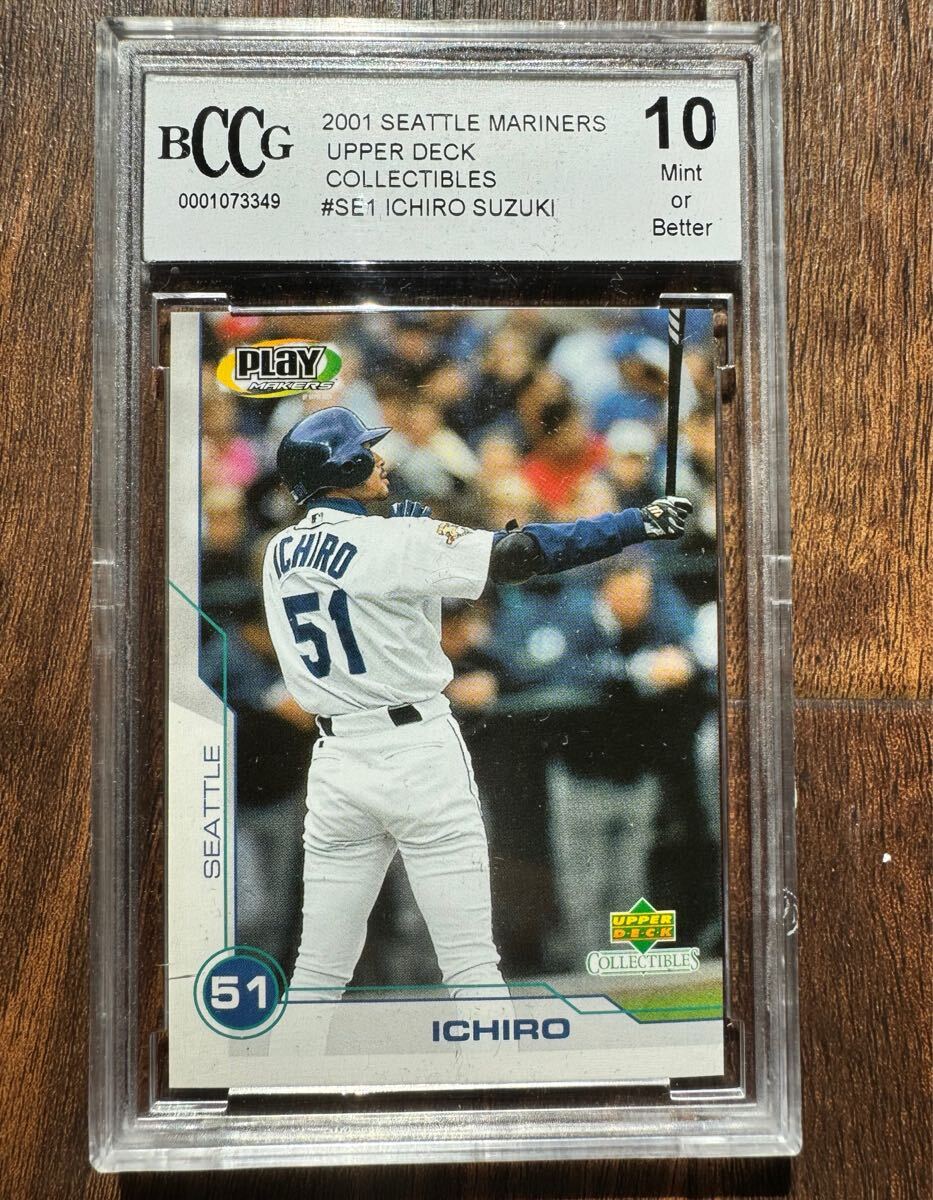 BCCG
0001073349
2001 SEATTLE MARINERS
UPPER DECK
COLLECTIBLES
#SE1 ICHIRO SUZUKI
10
Mint
or
Better
PLAY
MAKERS
ICHIRO
51
SEATTLE
UPPER
DECK
COLLECTIBLES
51
ICHIRO